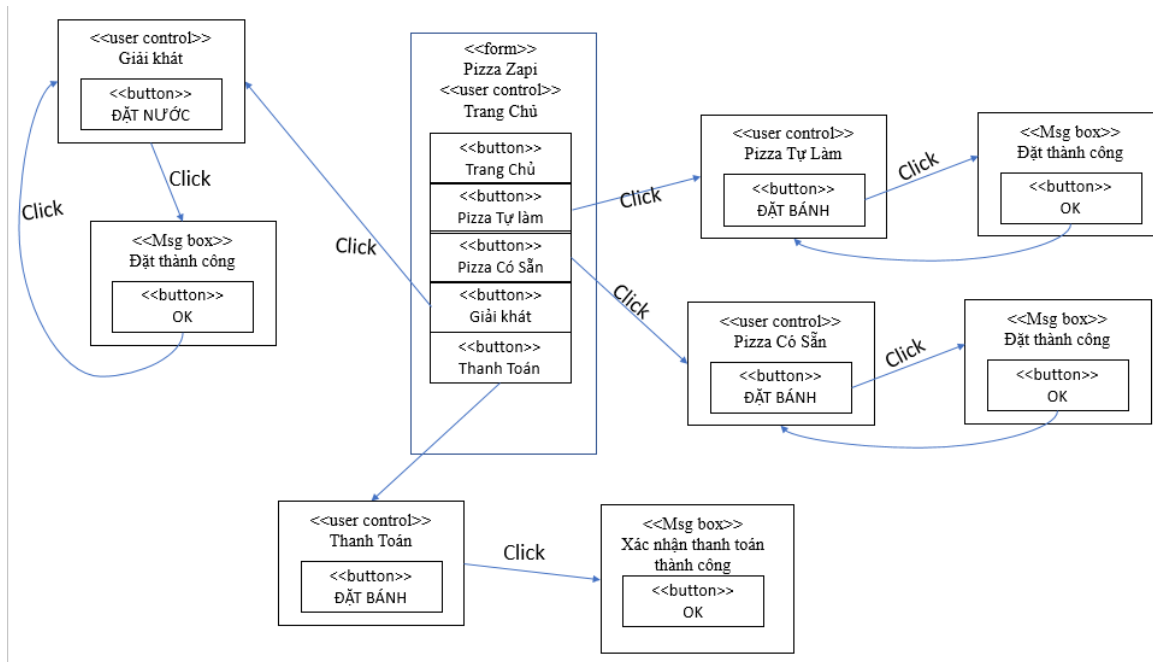 <<user control>>
Giải khát
<<button>>
ĐẶT NƯỚC
Click
Click
<<Msg box>>
Đặt thành công
<<button>>
OK
Click
<<form>>
Pizza Zapi
<<user control>>
Trang Chủ
<<button>>
Trang Chủ
<<button>>
Pizza Tự làm
<<button>>
Pizza Có Sẵn
<<button>>
Giải khát
<<button>>
Thanh Toán
Click
<<user control>>
Pizza Tự Làm
<<button>>
ĐẶT BÁNH
Click
<<Msg box>>
Đặt thành công
<<button>>
OK
Click
<<user control>>
Pizza Có Sẵn
<<button>>
ĐẶT BÁNH
Click
<<Msg box>>
Đặt thành công
<<button>>
OK
<<user control>>
Thanh Toán
<<button>>
ĐẶT BÁNH
Click
<<Msg box>>
Xác nhận thanh toán
thành công
<<button>>
OK